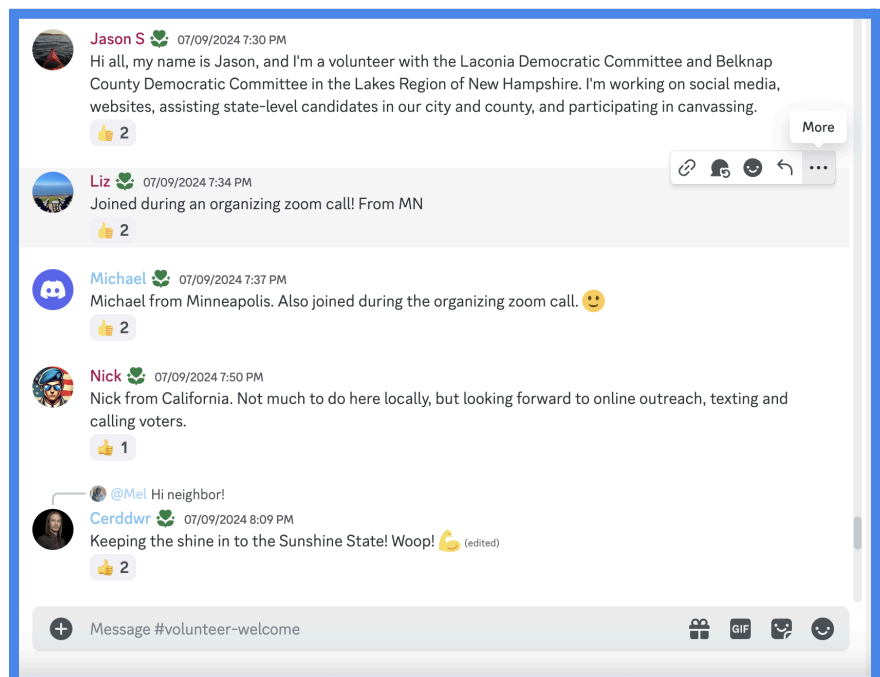 Jason S 07/09/2024 7:30 PM
Hi all, my name is Jason, and I'm a volunteer with the Laconia Democratic Committee and Belknap
County Democratic Committee in the Lakes Region of New Hampshire. I'm working on social media,
websites, assisting state-level candidates in our city and county, and participating in canvassing.
2
More
Liz 07/09/2024 7:34 PM
Joined during an organizing zoom call! From MN
2
Michael 07/09/2024 7:37 PM
Michael from Minneapolis. Also joined during the organizing zoom call. 🙂
2
Nick 07/09/2024 7:50 PM
Nick from California. Not much to do here locally, but looking forward to online outreach, texting and
calling voters.
1
@Mel Hi neighbor!
Cerddwr 07/09/2024 8:09 PM
Keeping the shine in to the Sunshine State! Woop! 💪 (edited)
2
Message #volunteer-welcome
GIF